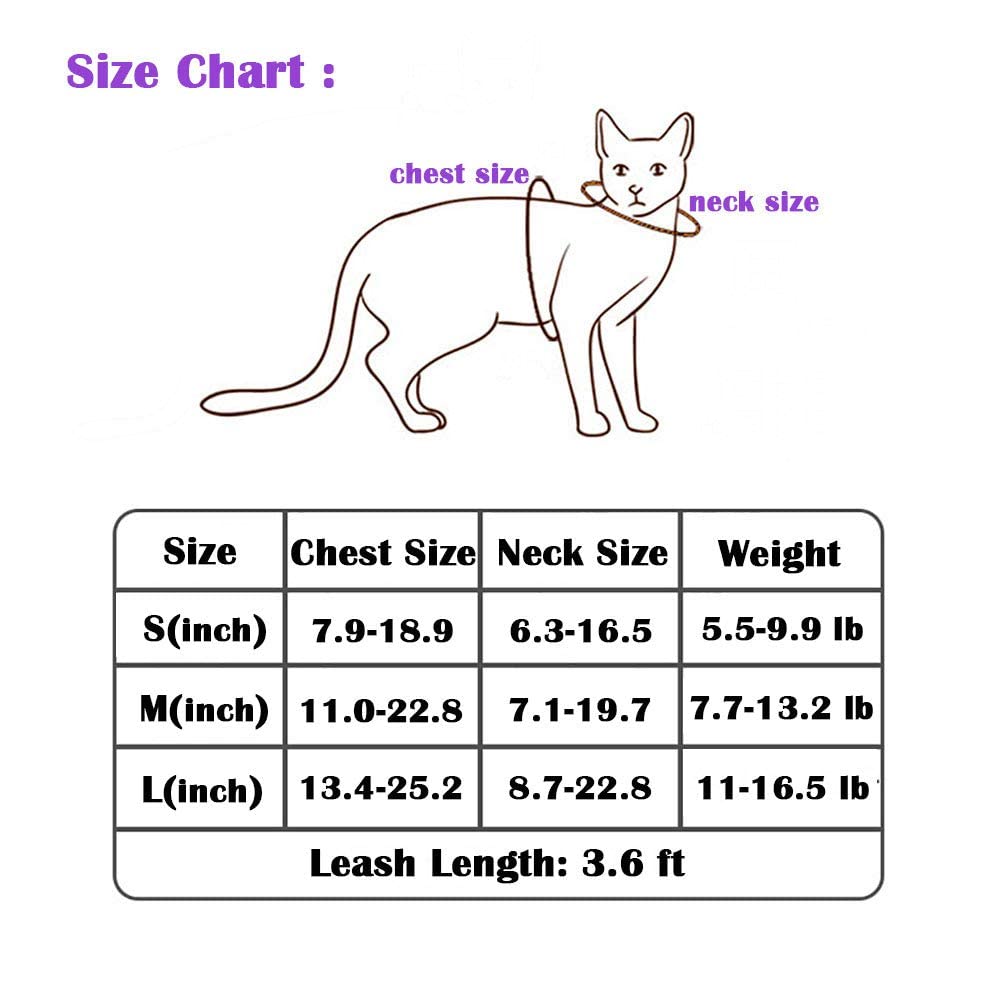 Size Chart :
chest size
neck size
Size Chest Size Neck Size Weight
S(inch) 7.9-18.9 6.3-16.5 5.5-9.9 lb
M(inch) 11.0-22.8 7.1-19.7 7.7-13.2 lb
L(inch) 13.4-25.2 8.7-22.8 11-16.5 lb
Leash Length: 3.6 ft